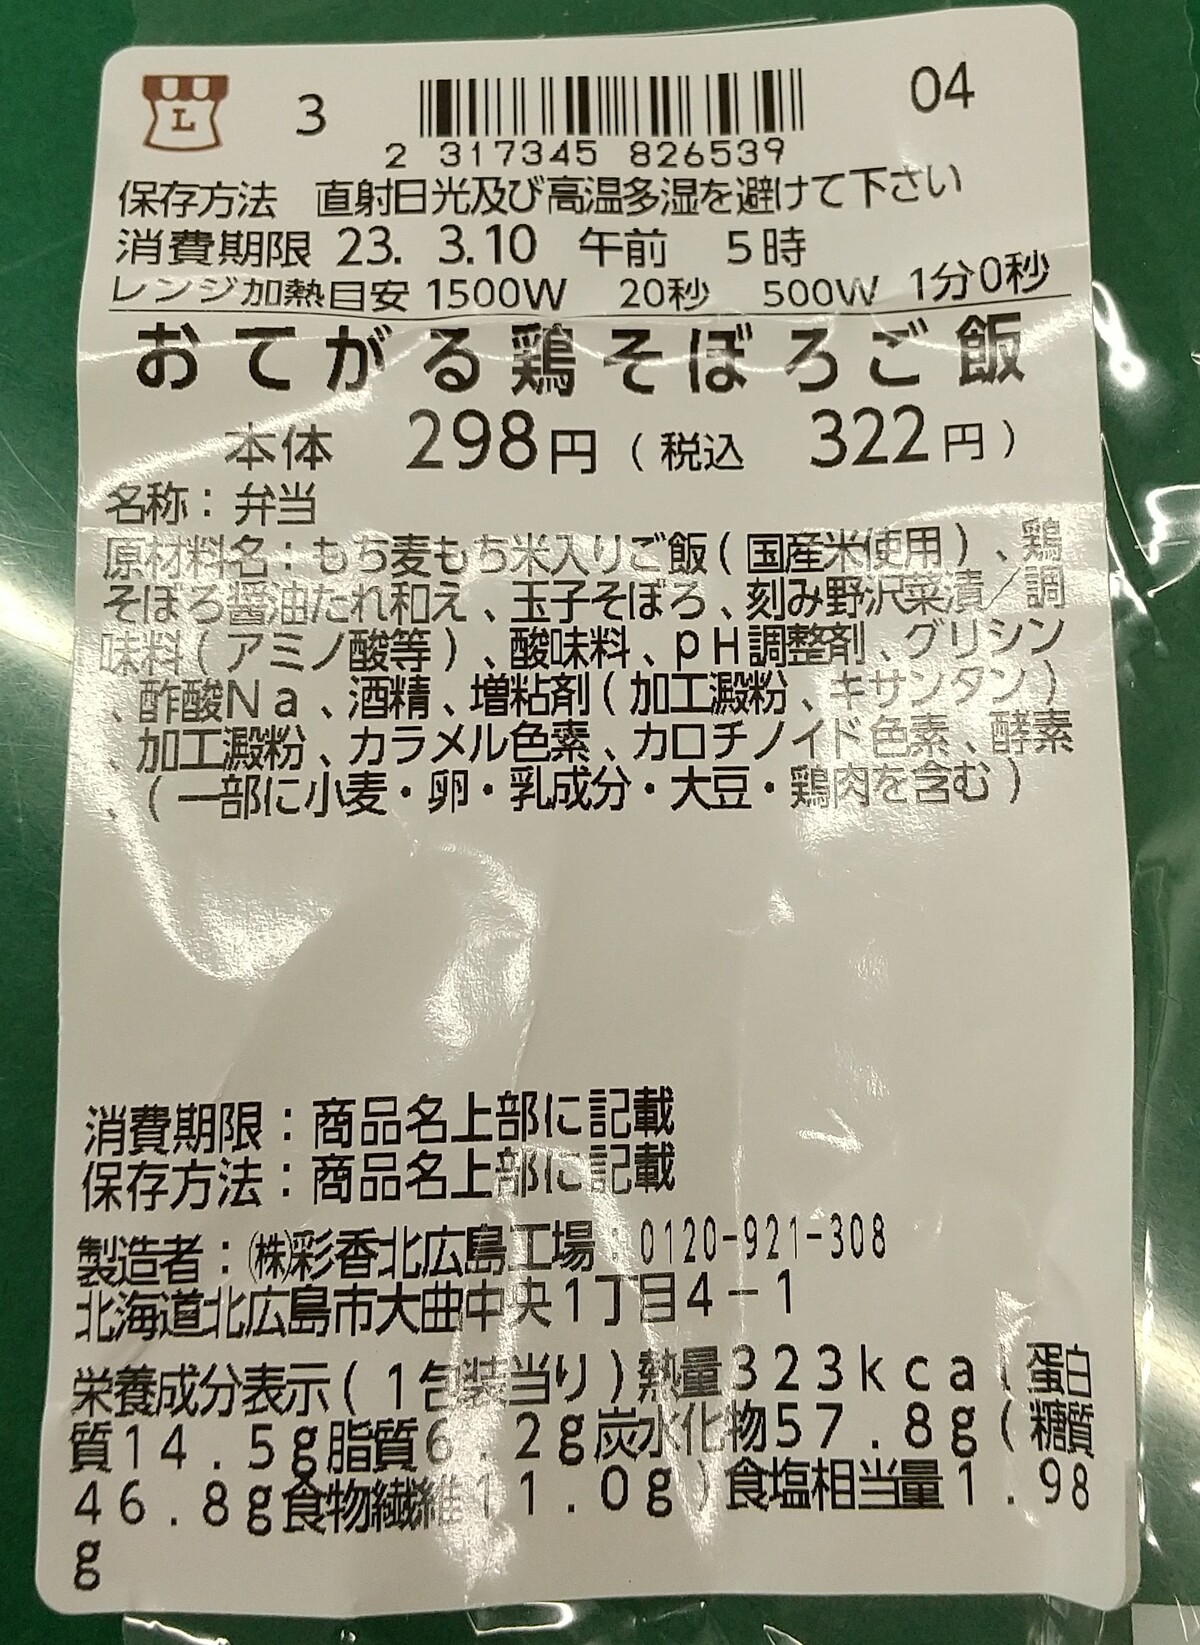 L 3 04
2 317345 826539
保存方法 直射日光及び高温多湿を避けて下さい
消費期限 23. 3.10 午前 5時
レンジ加熱目安 1500W 20秒 500W 1分0秒
おてがる鶏そぼろご飯
本体 298円(税込 322円)
名称:弁当
原材料名:もち麦もち米入りご飯(国産米使用)、鶏
そぼろ醤油たれ和え、玉子そぼろ、刻み野沢菜漬/調
味料(アミノ酸等)、酸味料、pH調整剤、グリシン
、酢酸Na、酒精、増粘剤(加工澱粉、キサンタン)
、加工澱粉、カラメル色素、カロチノイド色素、酵素
、(一部に小麦・卵・乳成分・大豆・鶏肉を含む)
消費期限:商品名上部に記載
保存方法:商品名上部に記載
製造者:㈱彩香北広島工場:0120-921-308
北海道北広島市大曲中央1丁目4-1
栄養成分表示(1包装当り)熱量323kcal蛋白
質14.5g脂質6.2g炭水化物57.8g(糖質
46.8g食物繊維11.0g)食塩相当量1.98
g